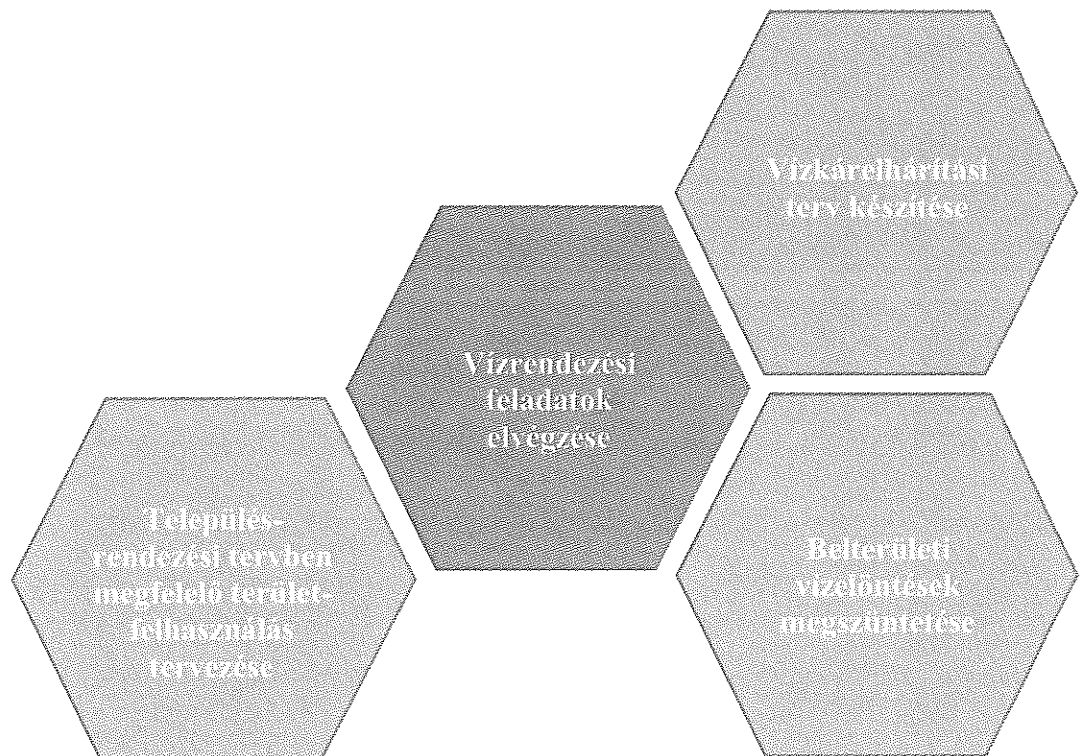 Vízkárelhárítási
terv készítése
Vízrendezési
feladatok
elvégzése
Település-
rendezési tervben
megfelelő terület-
felhasználás
tervezése
Belterületi
vízelöntések
megszüntetése